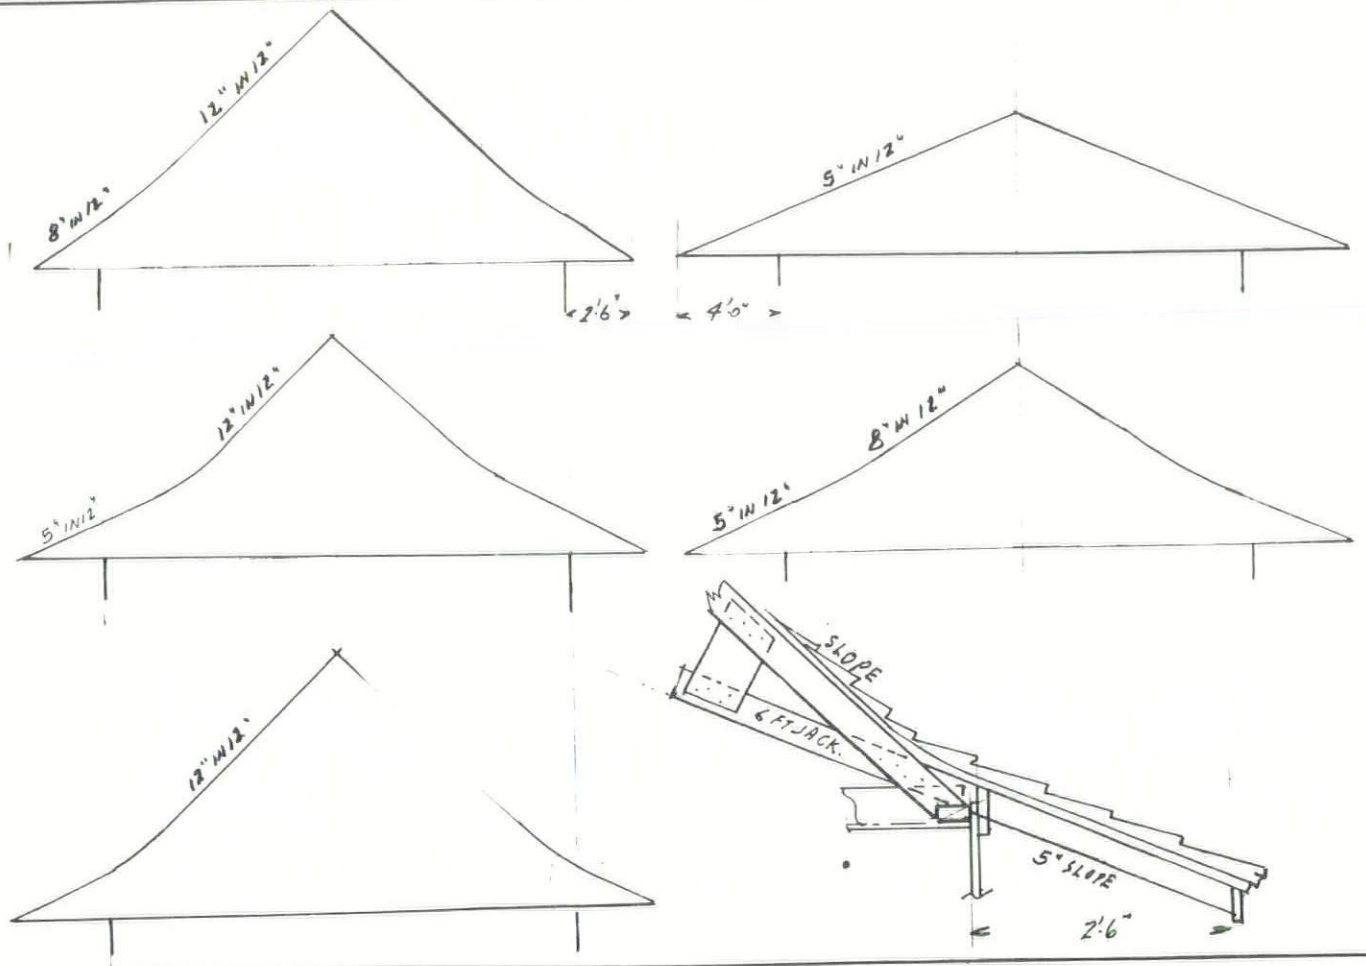 12" IN 12"
8" IN 12"
2'6"
5" IN 12"
4'0"
12" IN 12"
5" IN 12"
8" IN 12"
5" IN 12"
12" IN 12"
SLOPE
6 FT JACK.
5" SLOPE
2'6"